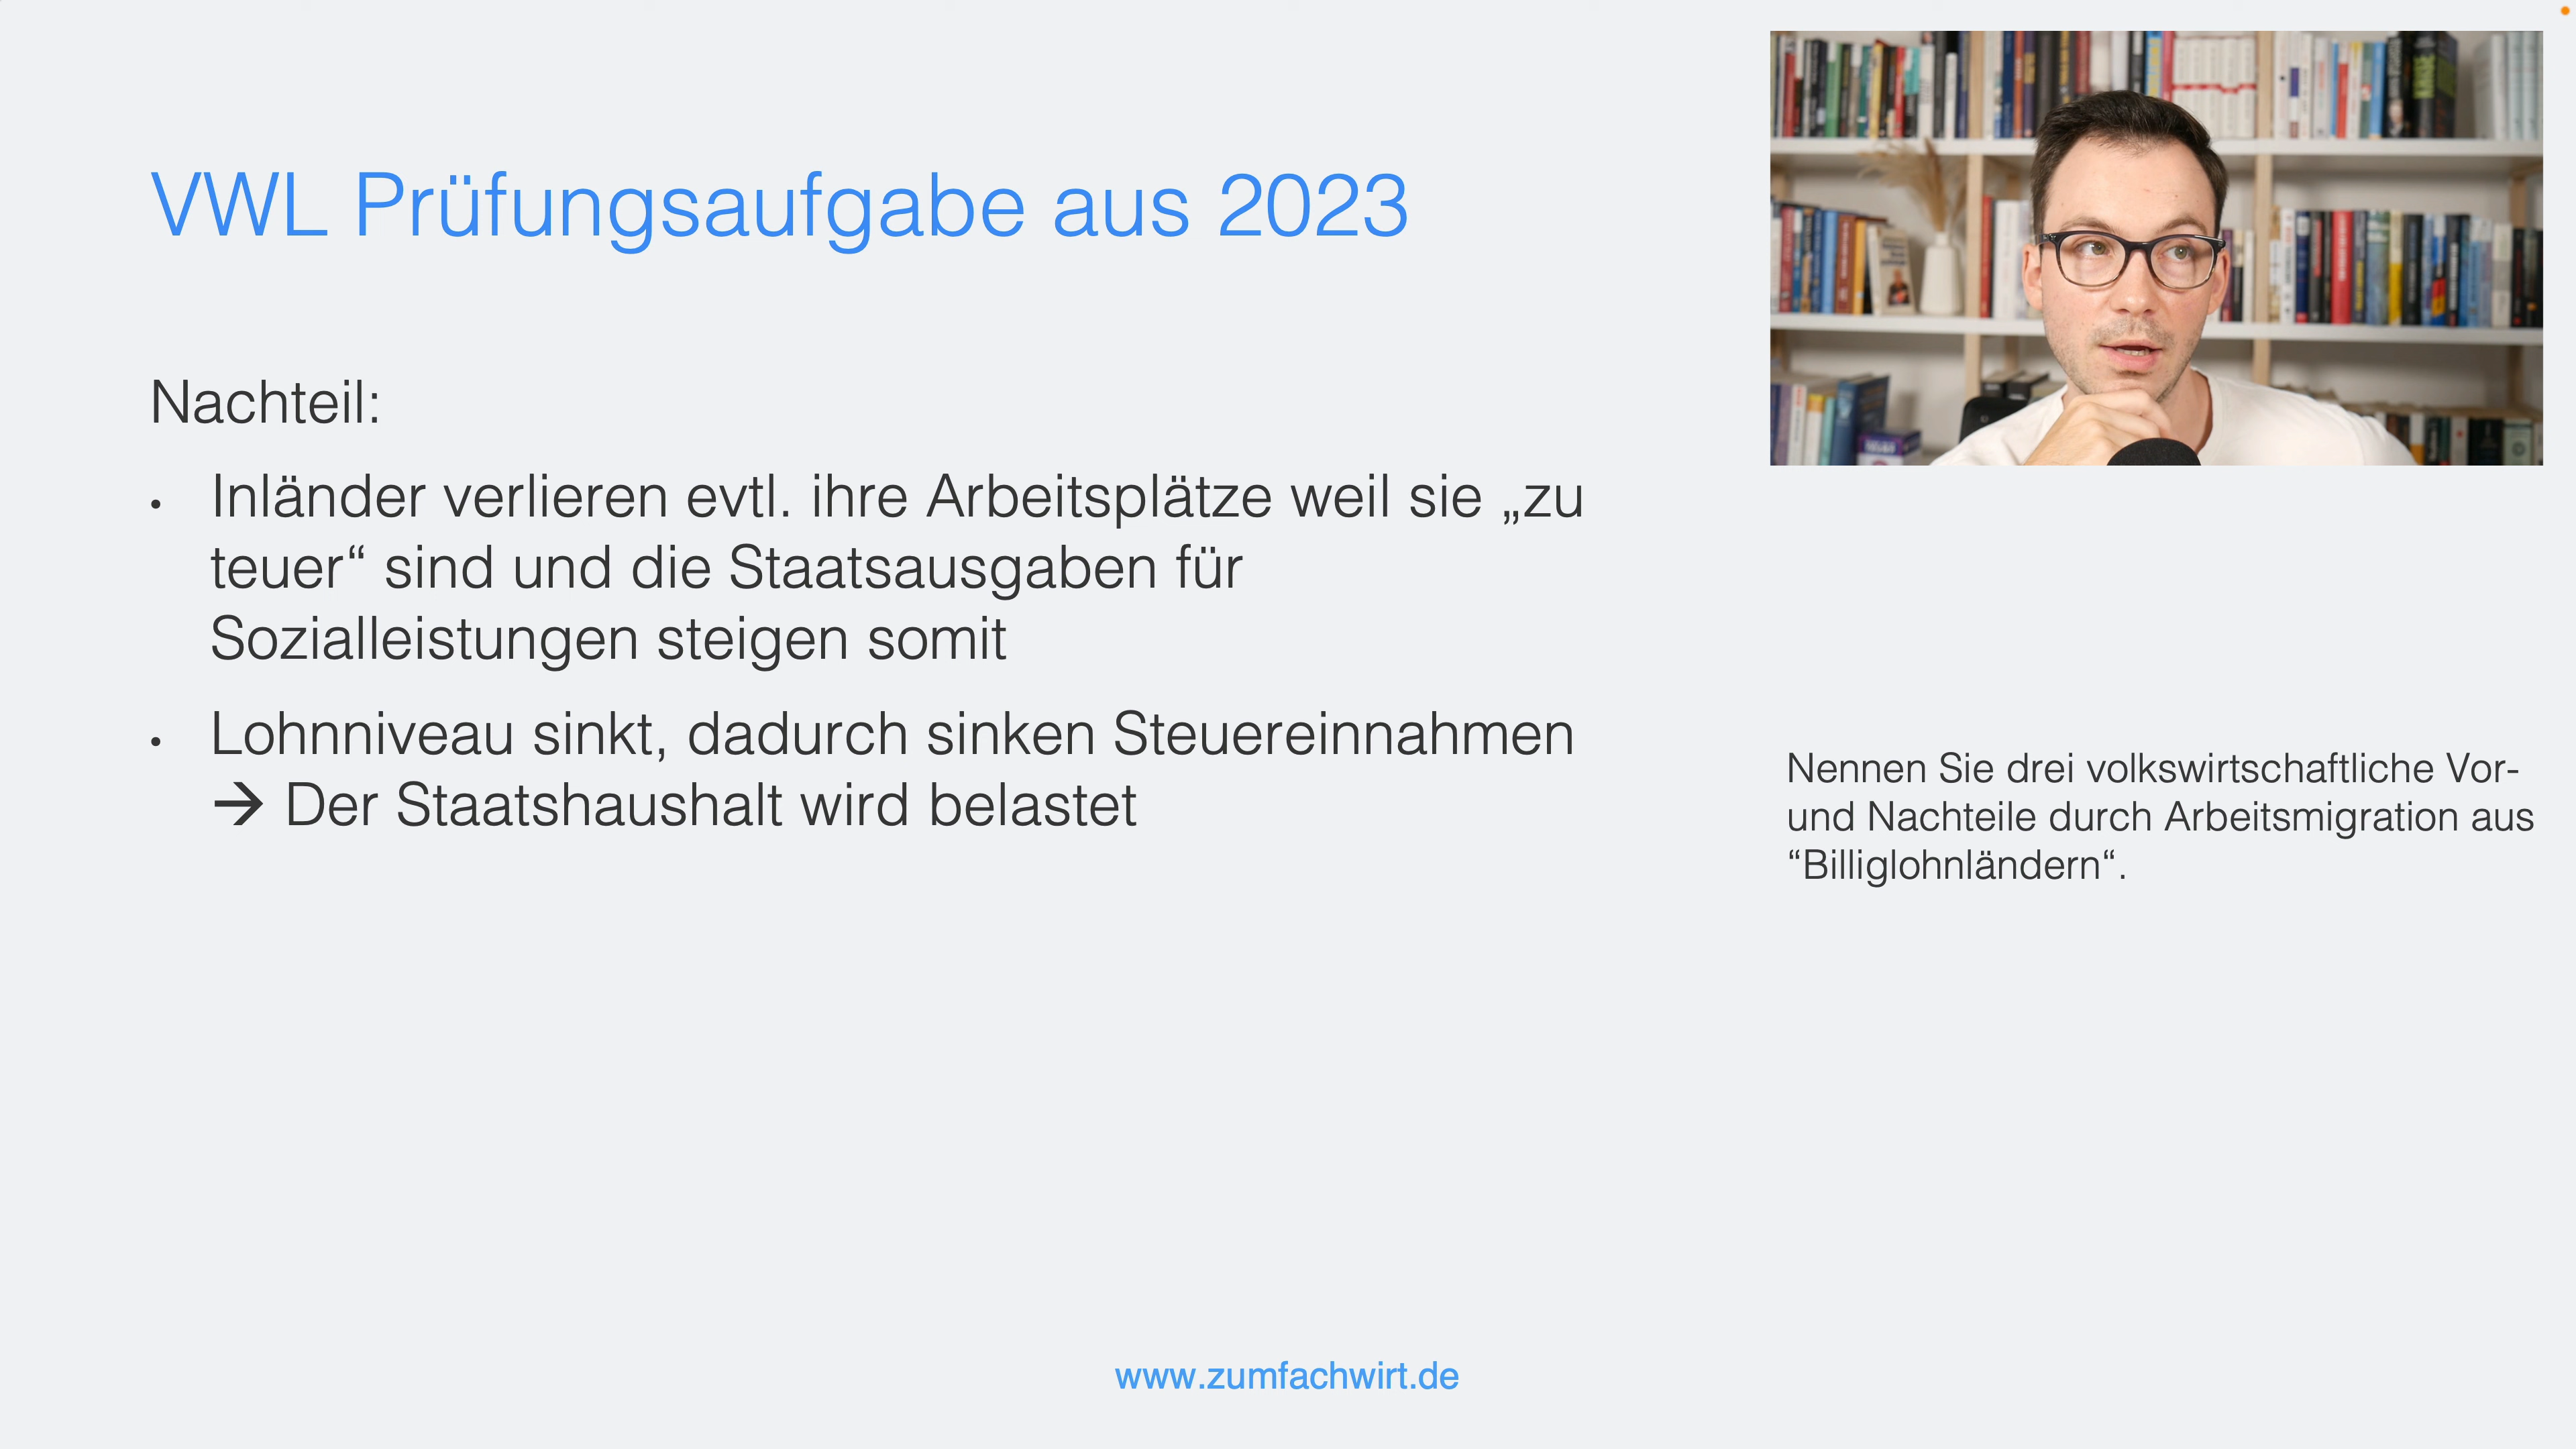 VWL Prüfungsaufgabe aus 2023
Nachteil:
• Inländer verlieren evtl. ihre Arbeitsplätze weil sie „zu
teuer“ sind und die Staatsausgaben für
Sozialleistungen steigen somit
• Lohnniveau sinkt, dadurch sinken Steuereinnahmen
→ Der Staatshaushalt wird belastet
Nennen Sie drei volkswirtschaftliche Vor-
und Nachteile durch Arbeitsmigration aus
“Billiglohnländern“.
www.zumfachwirt.de